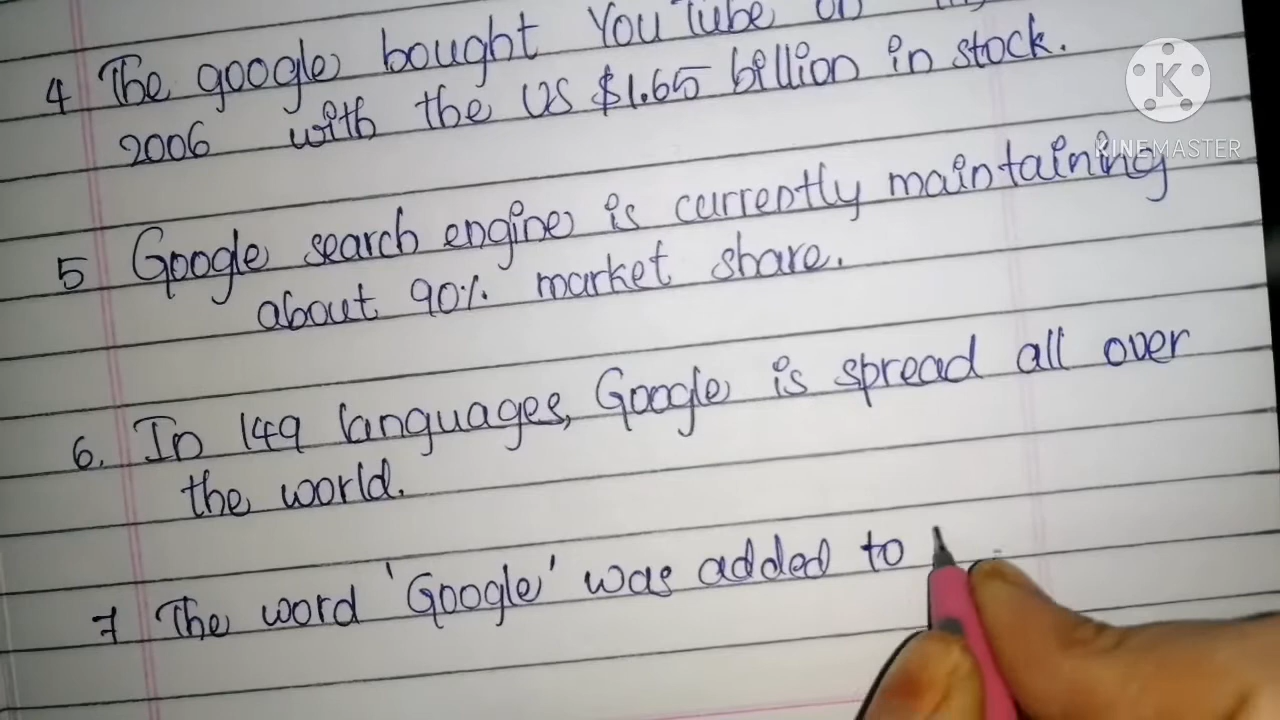 4 The google bought YouTube on
2006 with the US $1.65 billion in stock.
K
KINEMASTER
5 Google search engine is currently maintaining
about 90% market share.
6. In 149 languages, Google is spread all over
the world.
7 The word 'Google' was added to